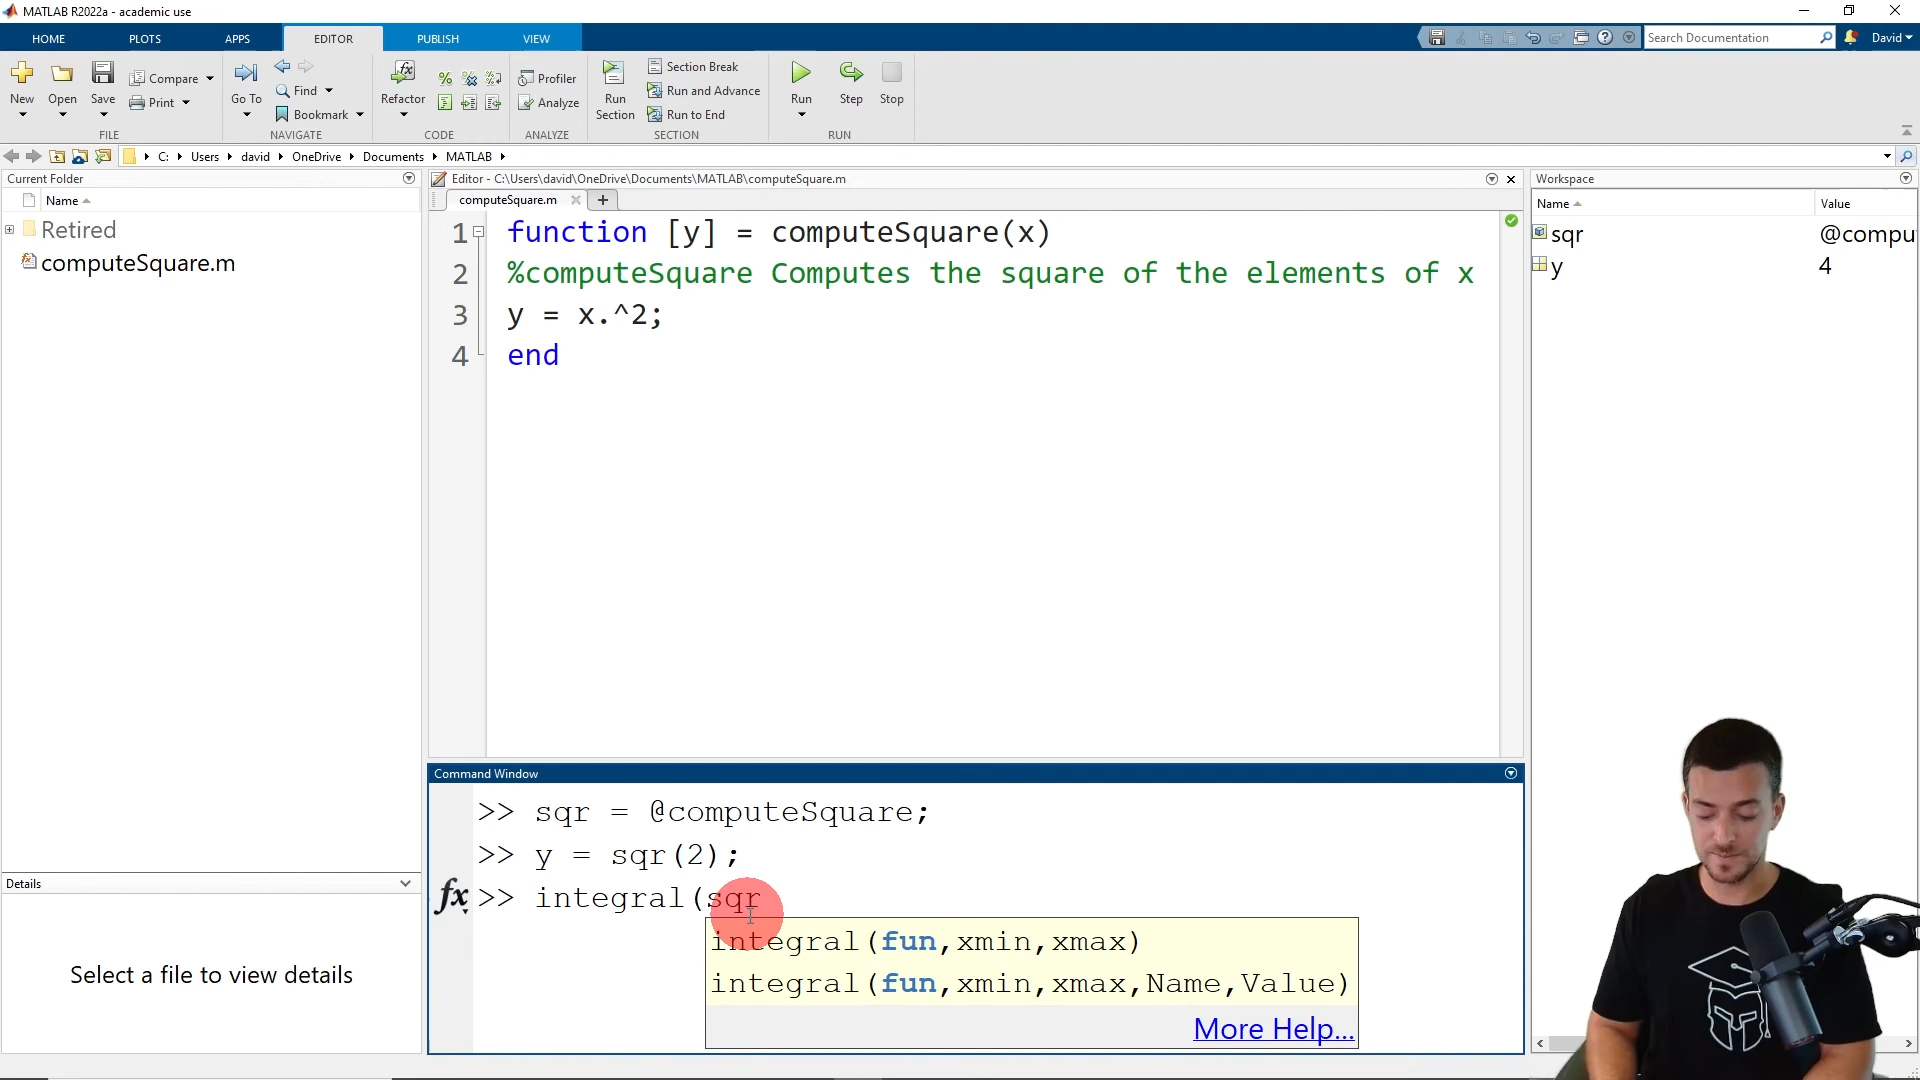 MATLAB R2022a - academic use
HOME PLOTS APPS EDITOR PUBLISH VIEW
Search Documentation
David
New Open Save Compare Print
FILE
Go To Find Bookmark
NAVIGATE
Refactor
CODE
Profiler Analyze
ANALYZE
Run Section
Section Break
Run and Advance
Run to End
SECTION
Run Step Stop
RUN
C: Users david OneDrive Documents MATLAB
Current Folder
Name
Retired
computeSquare.m
Details
Select a file to view details
Editor - C:\Users\david\OneDrive\Documents\MATLAB\computeSquare.m
computeSquare.m
1 function [y] = computeSquare(x)
2 %computeSquare Computes the square of the elements of x
3 y = x.^2;
4 end
Command Window
>> sqr = @computeSquare;
>> y = sqr(2);
fx >> integral(sqr
integral(fun,xmin,xmax)
integral(fun,xmin,xmax,Name,Value)
More Help...
Workspace
Name Value
sqr @compu
y 4